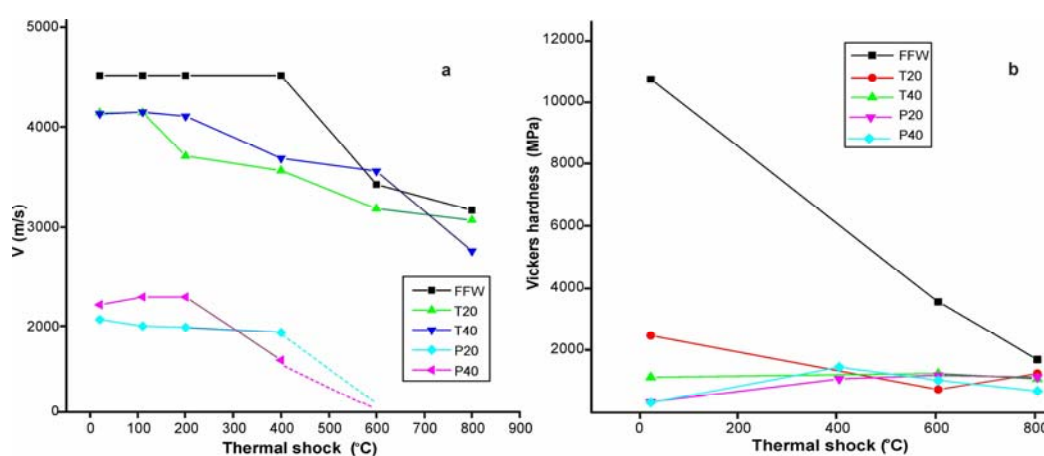 5000
4000
3000
2000
0
V (m/s)
a
FFW
T20
T40
P20
P40
0 100 200 300 400 500 600 700 800 900
Thermal shock (°C)
12000
10000
8000
6000
4000
2000
0
Vickers hardness (MPa)
b
FFW
T20
T40
P20
P40
0 200 400 600 800
Thermal shock (°C)